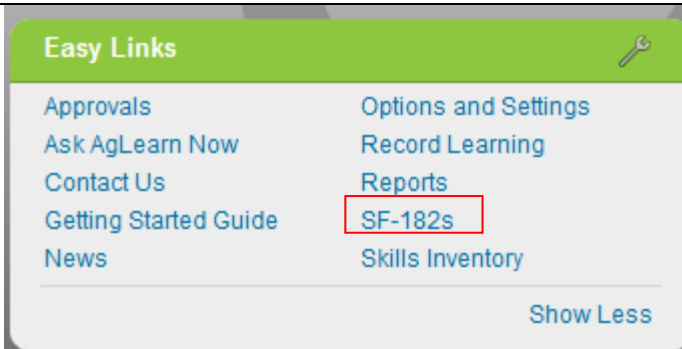 Easy Links
Approvals
Ask AgLearn Now
Contact Us
Getting Started Guide
News
Options and Settings
Record Learning
Reports
SF-182s
Skills Inventory
Show Less